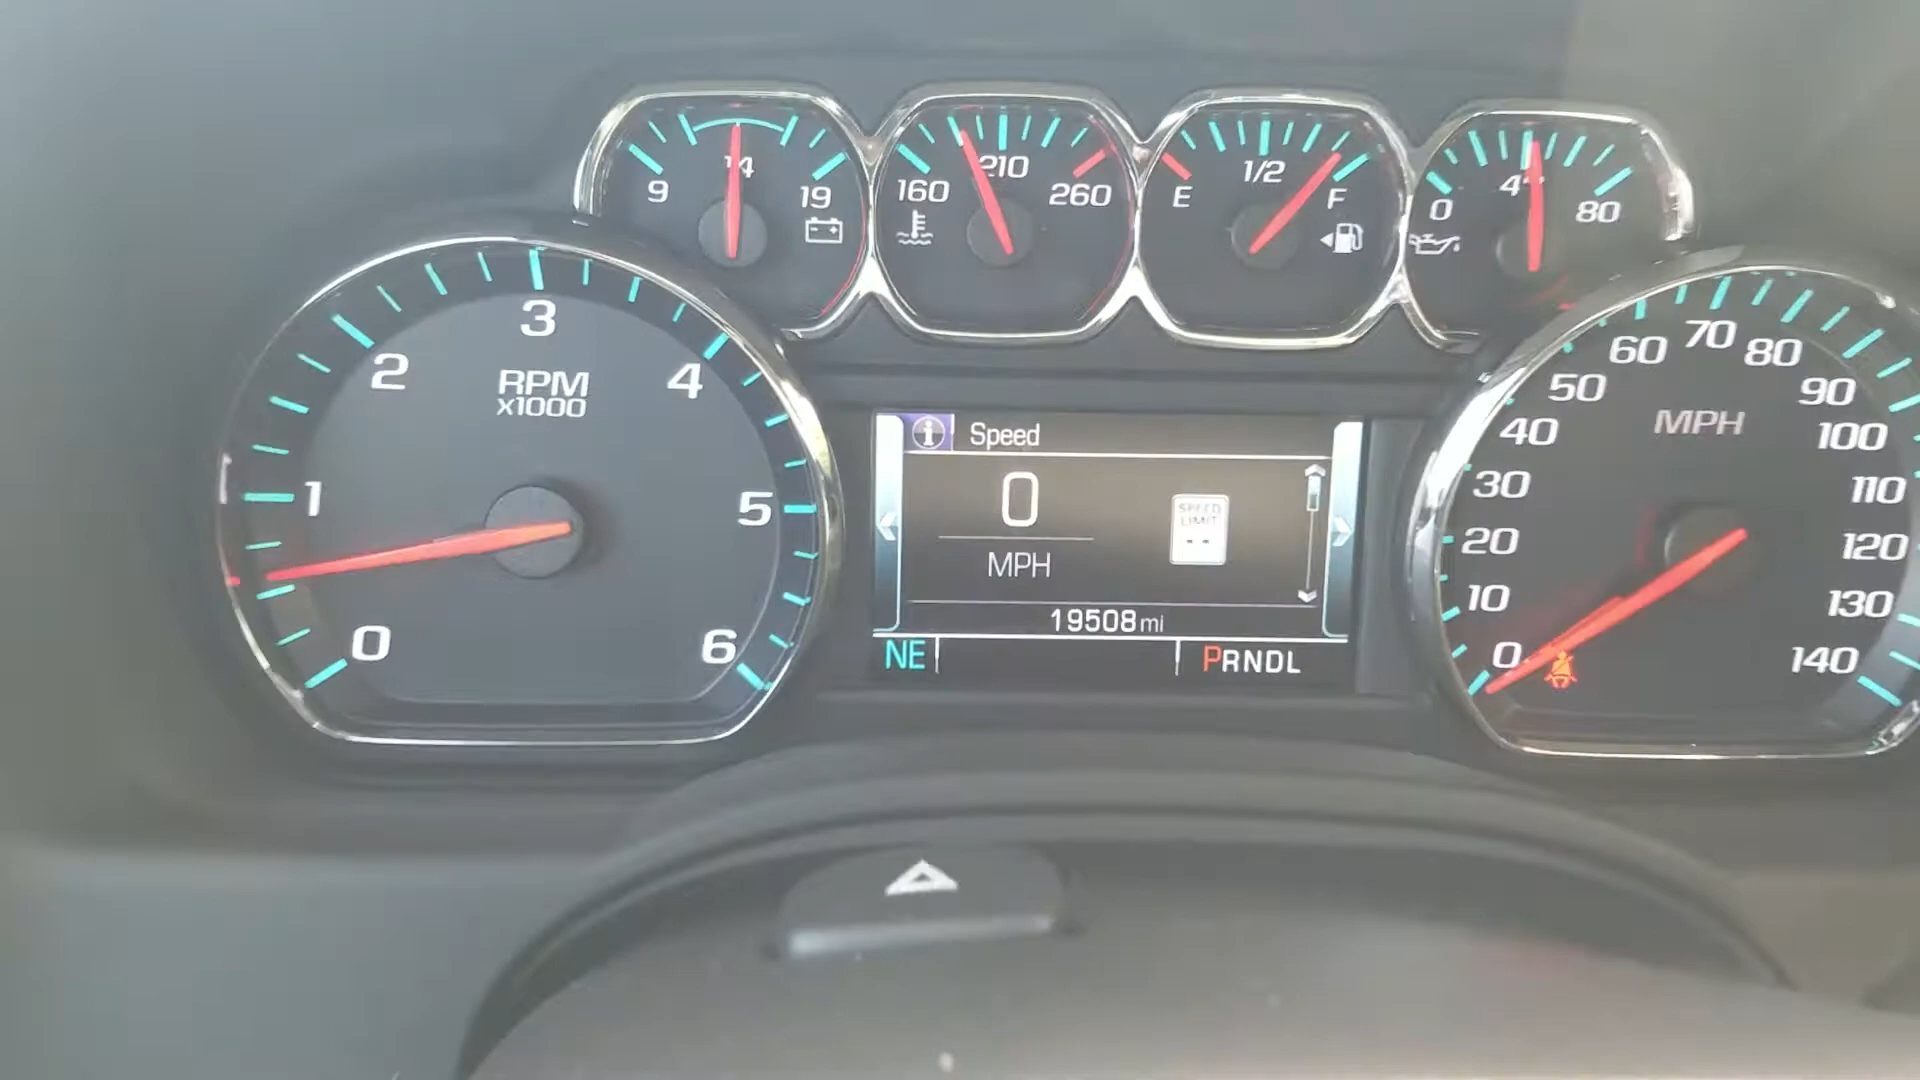 9 14 19
160 210 260
E 1/2 F
0 80
0 1 2 3 4 5 6
RPM
x1000
Speed
0
MPH
SPEED
LIMIT
--
19508mi
NE
PRNDL
0 10 20 30 40 50 60 70 80 90 100 110 120 130 140
MPH